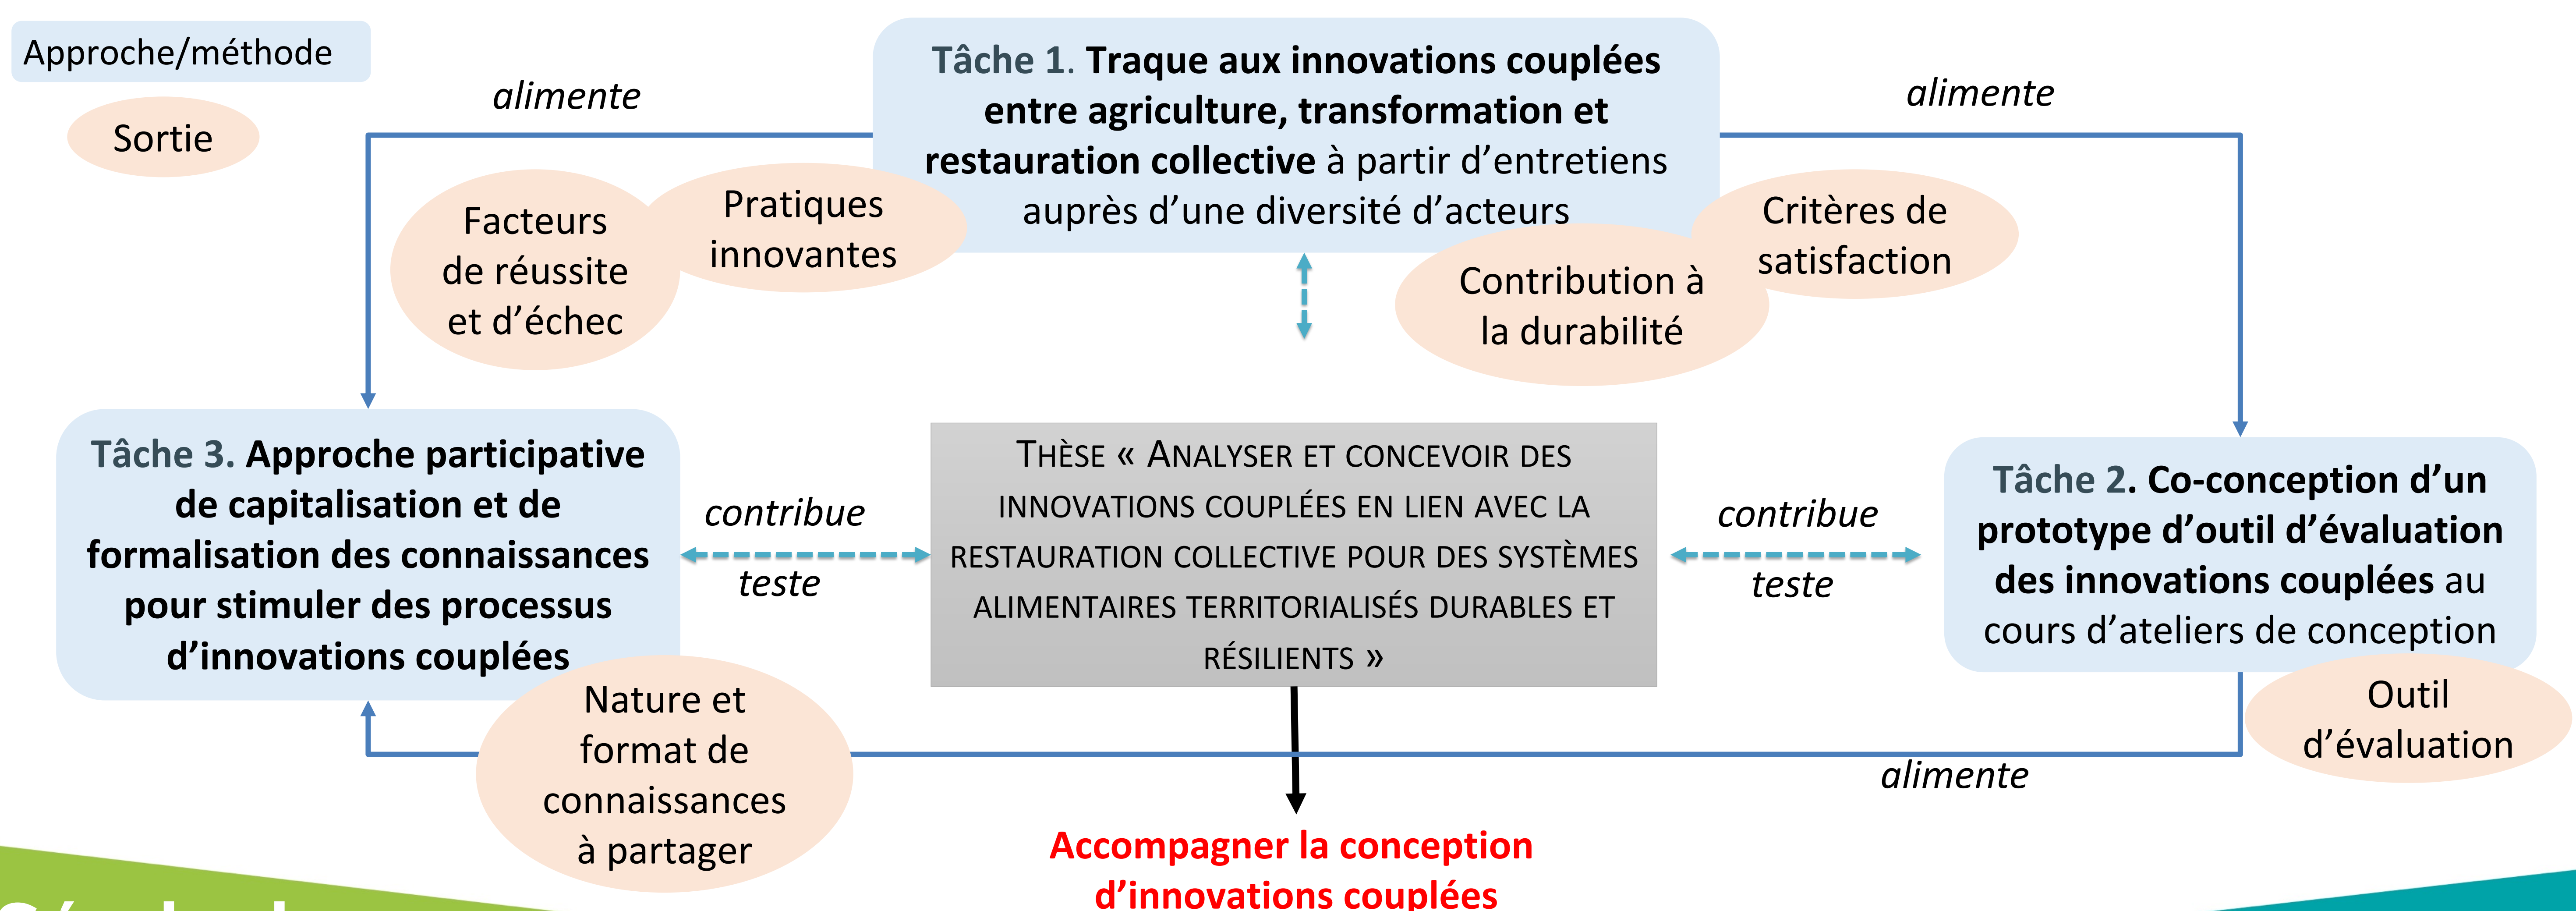 Approche/méthode
Sortie
alimente
Tâche 1. Traque aux innovations couplées
entre agriculture, transformation et
restauration collective à partir d’entretiens
auprès d’une diversité d’acteurs
alimente
Facteurs
de réussite
et d’échec
Pratiques
innovantes
Contribution à
la durabilité
Critères de
satisfaction
Tâche 3. Approche participative
de capitalisation et de
formalisation des connaissances
pour stimuler des processus
d’innovations couplées
contribue
teste
THÈSE « ANALYSER ET CONCEVOIR DES
INNOVATIONS COUPLÉES EN LIEN AVEC LA
RESTAURATION COLLECTIVE POUR DES SYSTÈMES
ALIMENTAIRES TERRITORIALISÉS DURABLES ET
RÉSILIENTS »
contribue
teste
Tâche 2. Co-conception d’un
prototype d’outil d’évaluation
des innovations couplées au
cours d’ateliers de conception
Nature et
format de
connaissances
à partager
Outil
d’évaluation
alimente
Accompagner la conception
d’innovations couplées